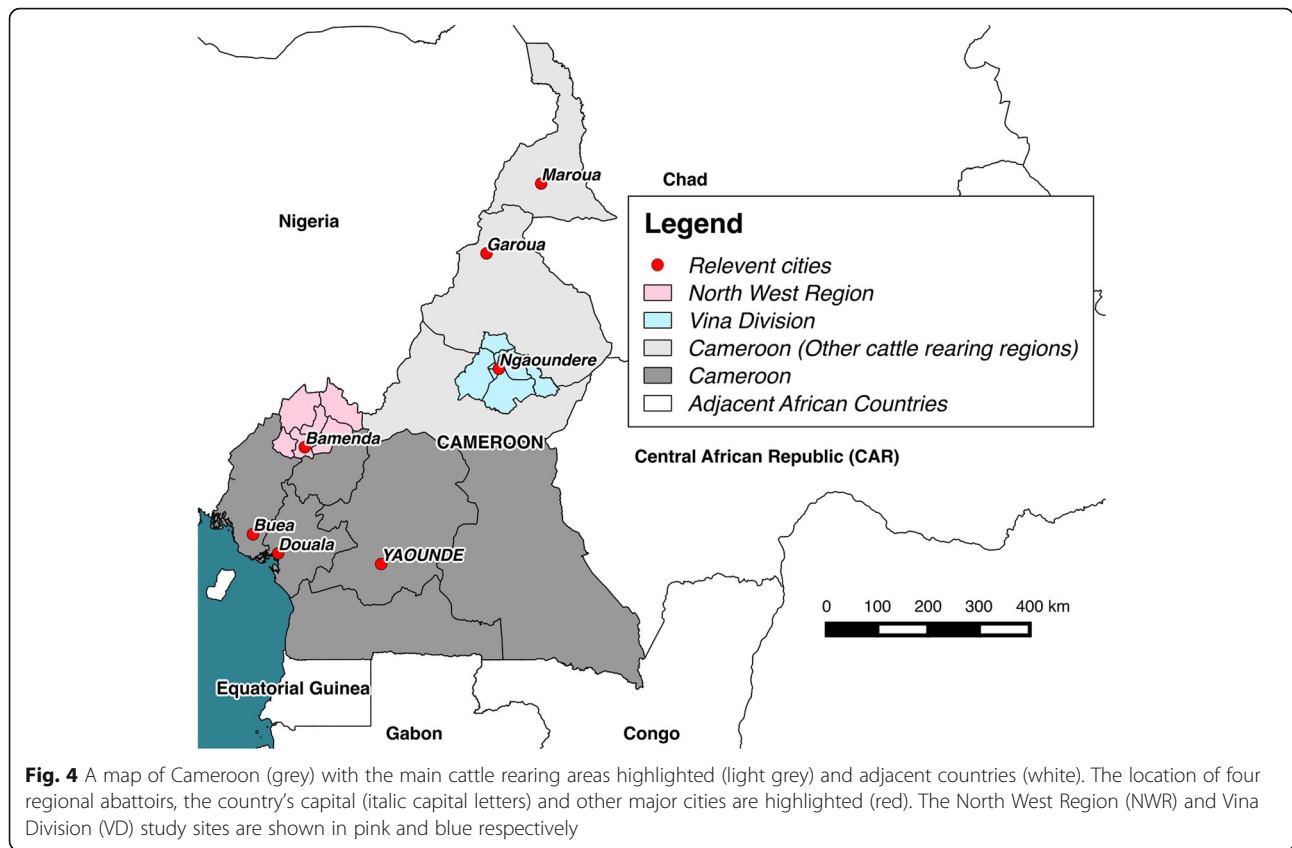 Maroua
Chad
Nigeria
Garoua
Legend
Relevent cities
North West Region
Vina Division
Cameroon (Other cattle rearing regions)
Cameroon
Adjacent African Countries
Ngaoundere
Bamenda
CAMEROON
Central African Republic (CAR)
Buea
Douala
YAOUNDE
0 100 200 300 400 km
Equatorial Guinea
Gabon
Congo
Fig. 4 A map of Cameroon (grey) with the main cattle rearing areas highlighted (light grey) and adjacent countries (white). The location of four
regional abattoirs, the country's capital (italic capital letters) and other major cities are highlighted (red). The North West Region (NWR) and Vina
Division (VD) study sites are shown in pink and blue respectively